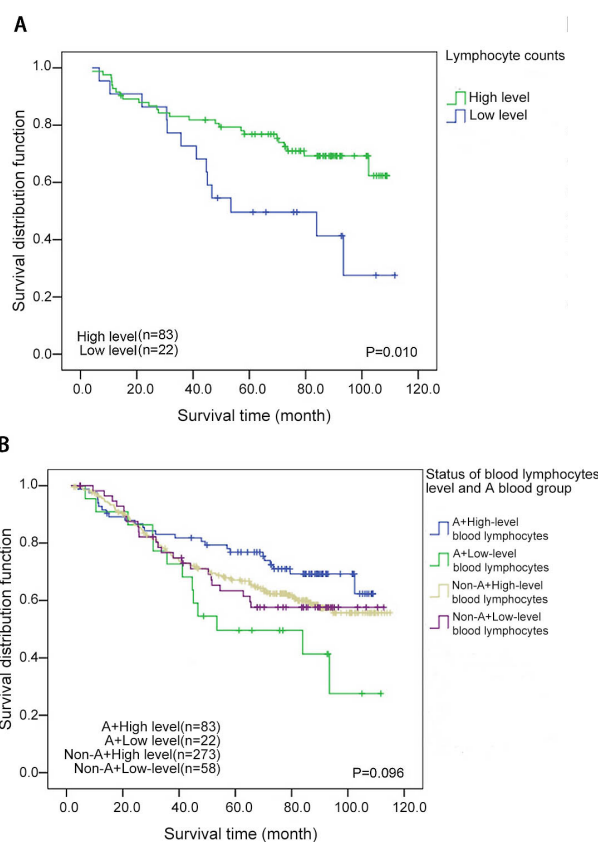 A
Lymphocyte counts
High level
Low level
Survival distribution function
1.0
0.8
0.6
0.4
0.2
0.0
High level(n=83)
Low level(n=22)
P=0.010
0.0 20.0 40.0 60.0 80.0 100.0 120.0
Survival time (month)
B
Status of blood lymphocytes
level and A blood group
A+High-level
blood lymphocytes
A+Low-level
blood lymphocytes
Non-A+High-level
blood lymphocytes
Non-A+Low-level
blood lymphocytes
Survival distribution function
1.0
0.8
0.6
0.4
0.2
0.0
A+High level(n=83)
A+Low level(n=22)
Non-A+High level(n=273)
Non-A+Low-level(n=58)
P=0.096
0.0 20.0 40.0 60.0 80.0 100.0 120.0
Survival time (month)